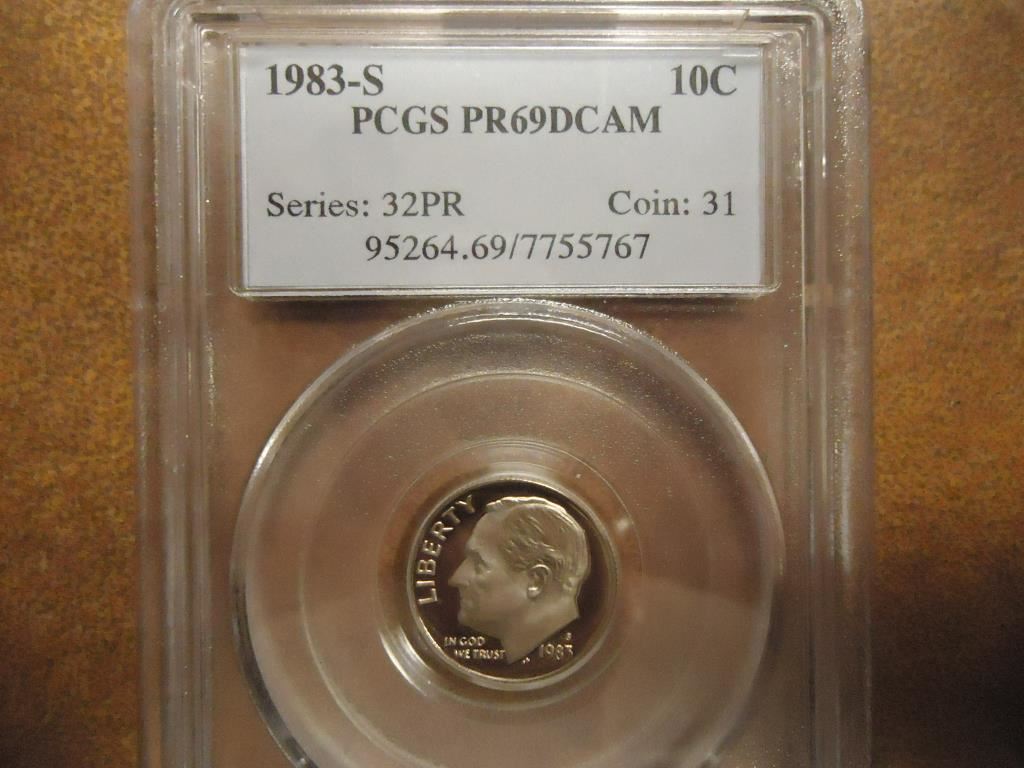 1983-S 10C
PCGS PR69DCAM
Series: 32PR Coin: 31
95264.69/7755767
LIBERTY
IN GOD
WE TRUST
S
1983